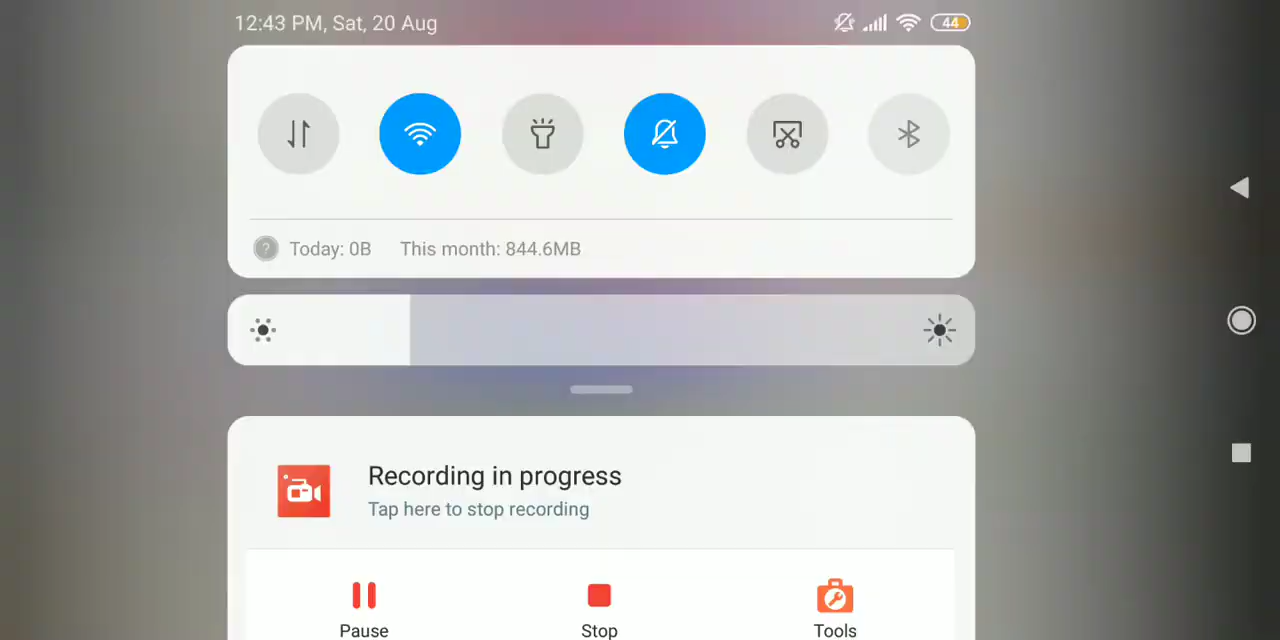 12:43 PM, Sat, 20 Aug 44
Today: 0B This month: 844.6MB
Recording in progress
Tap here to stop recording
Pause Stop Tools